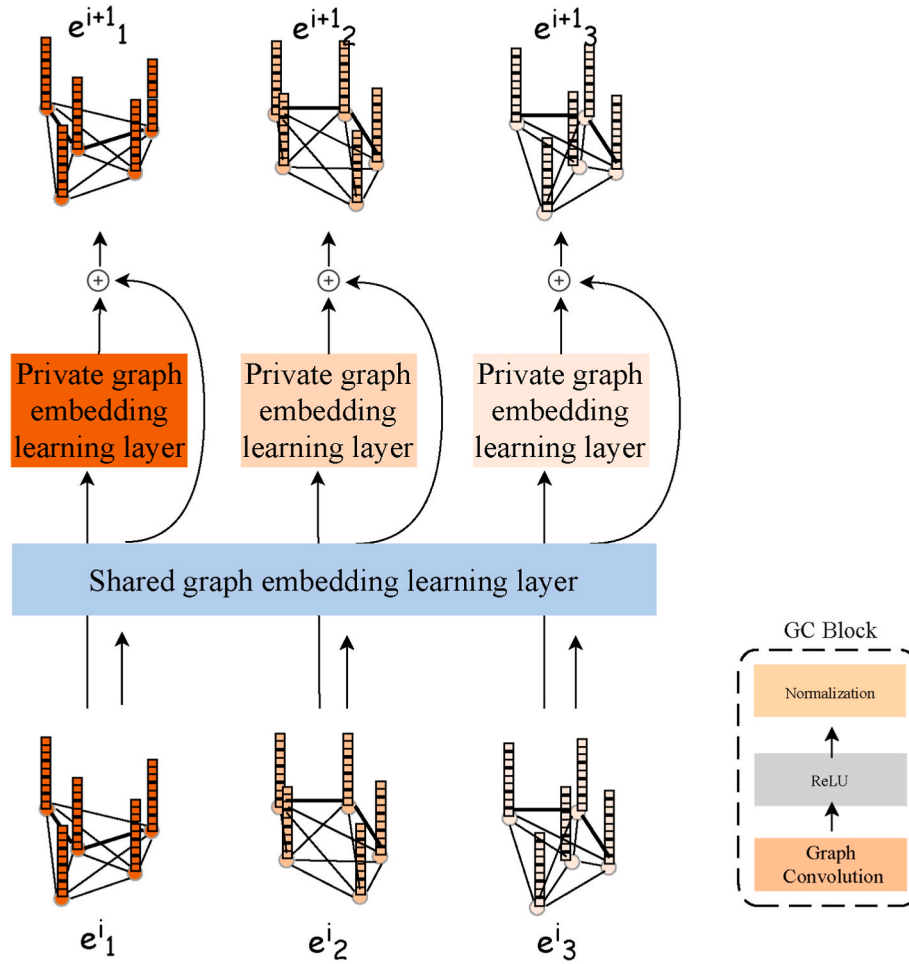 e^{i+1}_1 e^{i+1}_2 e^{i+1}_3
Private graph
embedding
learning layer
Private graph
embedding
learning layer
Private graph
embedding
learning layer
Shared graph embedding learning layer
GC Block
Normalization
ReLU
Graph
Convolution
e^i_1 e^i_2 e^i_3